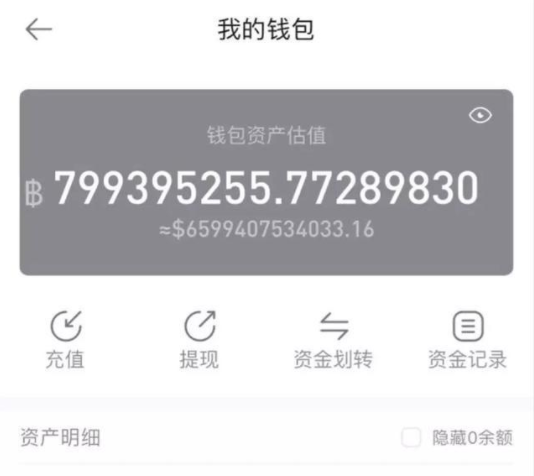 我的钱包
钱包资产估值
฿ 799395255.77289830
≈$6599407534033.16
充值 提现 资金划转 资金记录
资产明细 隐藏0余额